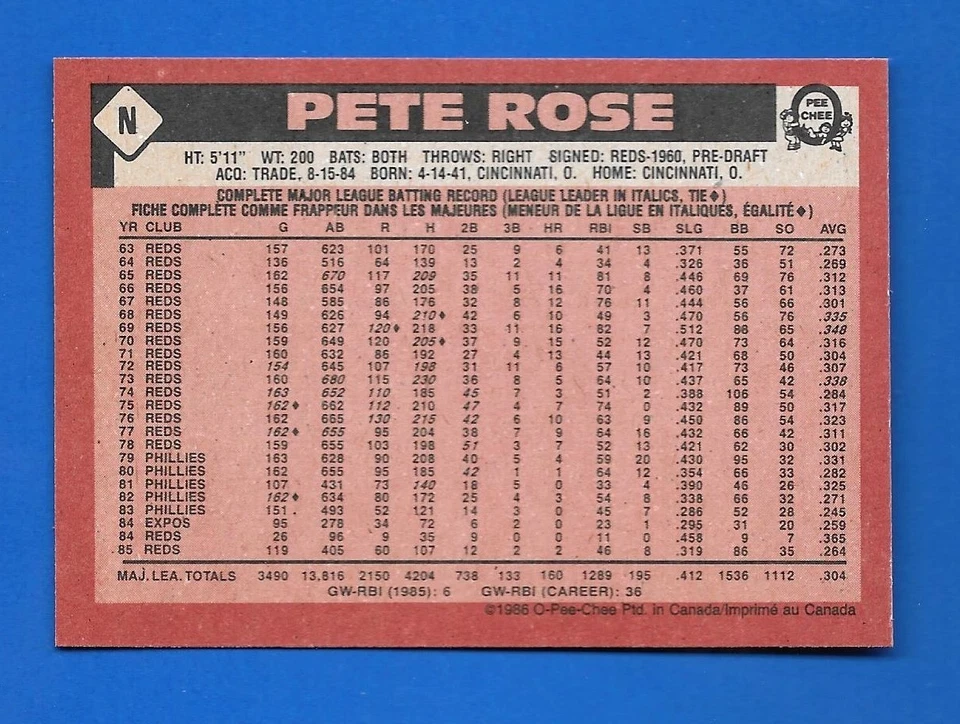 N
PETE ROSE
O PEE CHEE
HT: 5'11" WT: 200 BATS: BOTH THROWS: RIGHT SIGNED: REDS-1960, PRE-DRAFT
ACQ: TRADE, 8-15-84 BORN: 4-14-41, CINCINNATI, O. HOME: CINCINNATI, O.
COMPLETE MAJOR LEAGUE BATTING RECORD (LEAGUE LEADER IN ITALICS, TIE♦)
FICHE COMPLÈTE COMME FRAPPEUR DANS LES MAJEURES (MENEUR DE LA LIGUE EN ITALIQUES, ÉGALITÉ♦)
YR CLUB G AB R H 2B 3B HR RBI SB SLG BB SO AVG
63 REDS 157 623 101 170 25 9 6 41 13 .371 55 72 .273
64 REDS 136 516 64 139 13 2 4 34 4 .326 36 51 .269
65 REDS 162 670 117 209 35 11 11 81 8 .446 69 76 .312
66 REDS 156 654 97 205 38 5 16 70 4 .460 37 61 .313
67 REDS 148 585 86 176 32 8 12 76 11 .444 56 66 .301
68 REDS 149 626 94 210♦ 42 6 10 49 3 .470 56 76 .335
69 REDS 156 627 120♦ 218 33 11 16 82 7 .512 88 65 .348
70 REDS 159 649 120 205♦ 37 9 15 52 12 .470 73 64 .316
71 REDS 160 632 86 192 27 4 13 44 13 .421 68 50 .304
72 REDS 154 645 107 198 31 11 6 57 10 .417 73 46 .307
73 REDS 160 680 115 230 36 8 5 64 10 .437 65 42 .338
74 REDS 163 652 110 185 45 7 3 51 2 .388 106 54 .284
75 REDS 162♦ 662 112 210 47 4 7 74 0 .432 89 50 .317
76 REDS 162 665 130 215 42 6 10 63 9 .450 86 54 .323
77 REDS 162♦ 655 95 204 38 7 9 64 16 .432 66 42 .311
78 REDS 159 655 103 198 51 3 7 52 13 .421 62 30 .302
79 PHILLIES 163 628 90 208 40 5 4 59 20 .430 95 32 .331
80 PHILLIES 162 655 95 185 42 1 1 64 12 .354 66 33 .282
81 PHILLIES 107 431 73 140 18 5 0 33 4 .390 46 26 .325
82 PHILLIES 162♦ 634 80 172 25 4 3 54 8 .338 66 32 .271
83 PHILLIES 151 493 52 121 14 3 0 45 7 .286 52 28 .245
84 EXPOS 95 278 34 72 6 2 0 23 1 .295 31 20 .259
84 REDS 26 96 9 35 9 0 0 11 0 .458 9 7 .365
85 REDS 119 405 60 107 12 2 2 46 8 .319 86 35 .264
MAJ. LEA. TOTALS 3490 13,816 2150 4204 738 133 160 1289 195 .412 1536 1112 .304
GW-RBI (1985): 6 GW-RBI (CAREER): 36
©1986 O-Pee-Chee Ptd. in Canada/Imprimé au Canada